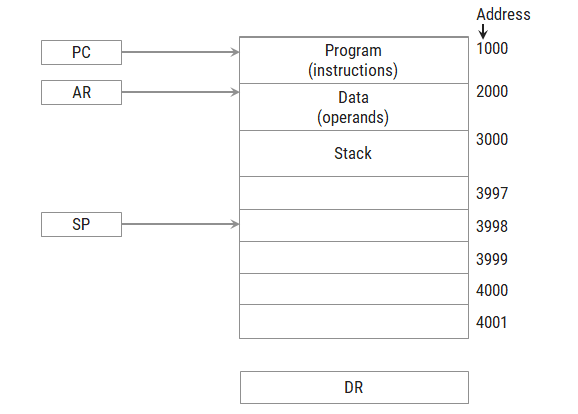 Address
PC
Program
(instructions)
1000
AR
Data
(operands)
2000
Stack
3000
3997
SP
3998
3999
4000
4001
DR